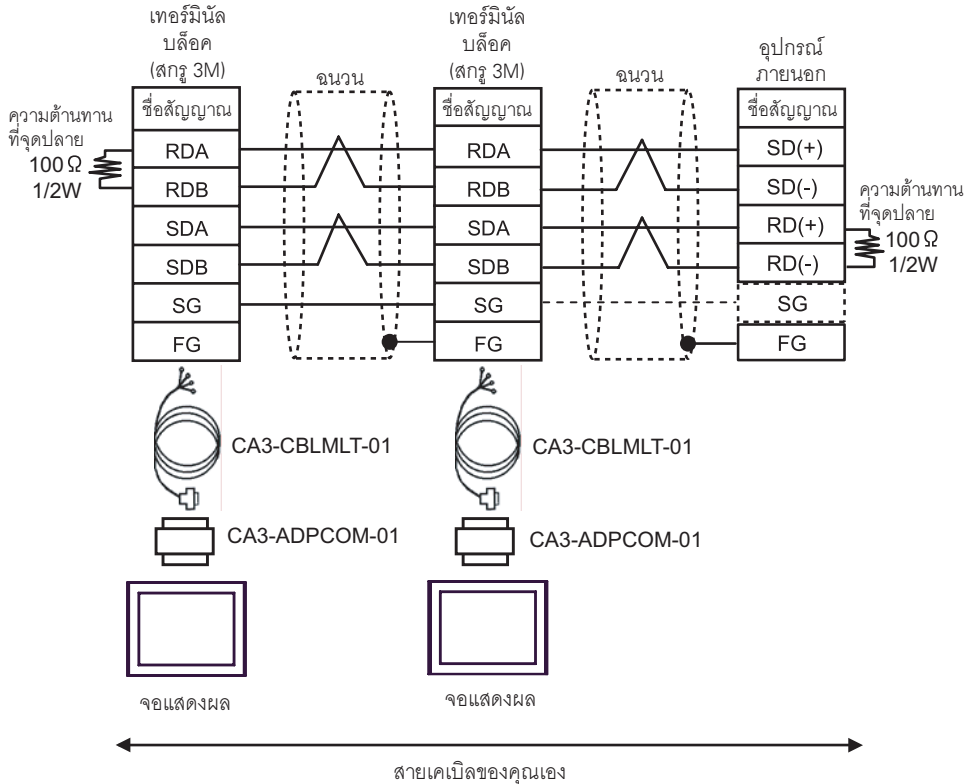 เทอร์มินัล
บล็อค
(สกรู 3M)
เทอร์มินัล
บล็อค
(สกรู 3M)
อุปกรณ์
ภายนอก
ฉนวน
ฉนวน
ความต้านทาน
ที่จุดปลาย
100 Ω
1/2W
ชื่อสัญญาณ
RDA
RDB
SDA
SDB
SG
FG
ชื่อสัญญาณ
RDA
RDB
SDA
SDB
SG
FG
ชื่อสัญญาณ
SD(+)
SD(-)
RD(+)
RD(-)
SG
FG
ความต้านทาน
ที่จุดปลาย
100 Ω
1/2W
CA3-CBLMLT-01
CA3-CBLMLT-01
CA3-ADPCOM-01
CA3-ADPCOM-01
จอแสดงผล
จอแสดงผล
สายเคเบิลของคุณเอง